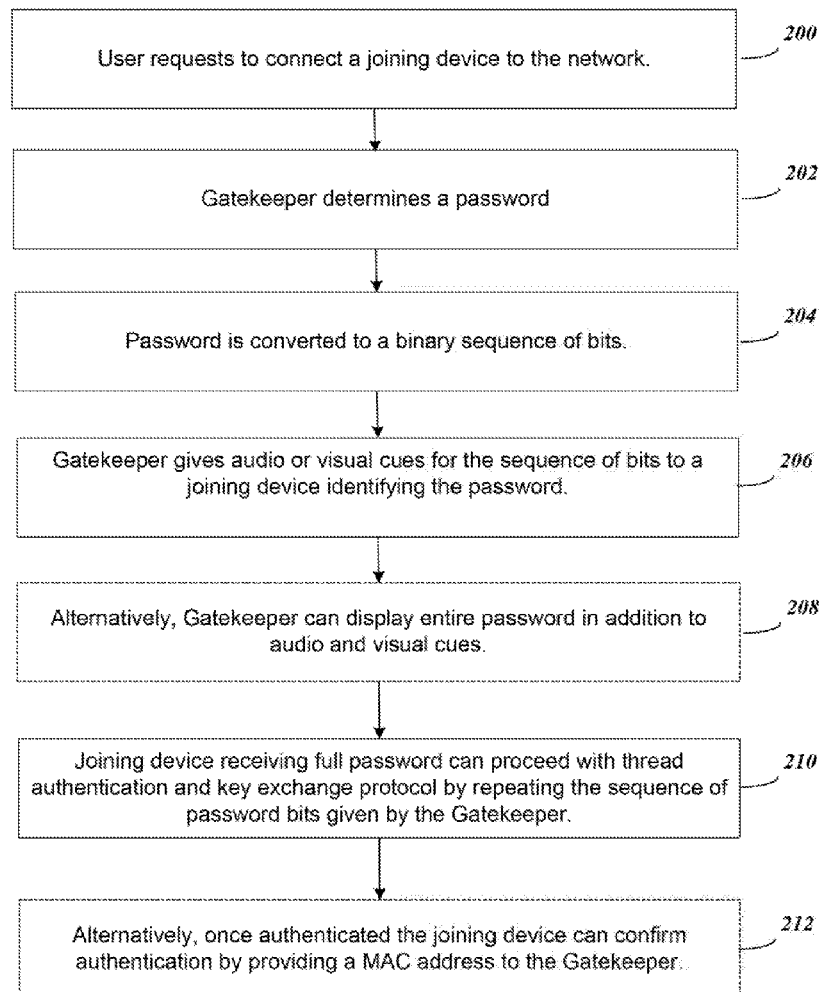 User requests to connect a joining device to the network.
200
Gatekeeper determines a password
202
Password is converted to a binary sequence of bits.
204
Gatekeeper gives audio or visual cues for the sequence of bits to a
joining device identifying the password.
206
Alternatively, Gatekeeper can display entire password in addition to
audio and visual cues.
208
Joining device receiving full password can proceed with thread
authentication and key exchange protocol by repeating the sequence of
password bits given by the Gatekeeper.
210
Alternatively, once authenticated the joining device can confirm
authentication by providing a MAC address to the Gatekeeper.
212